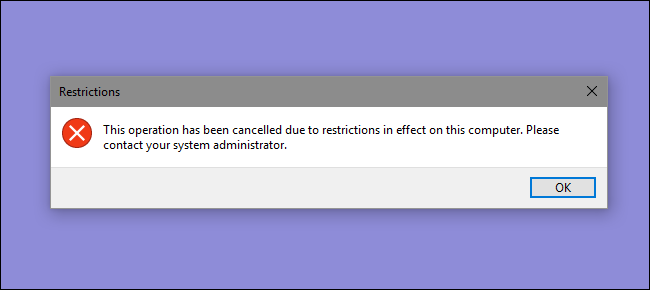 Restrictions
This operation has been cancelled due to restrictions in effect on this computer. Please
contact your system administrator.
OK